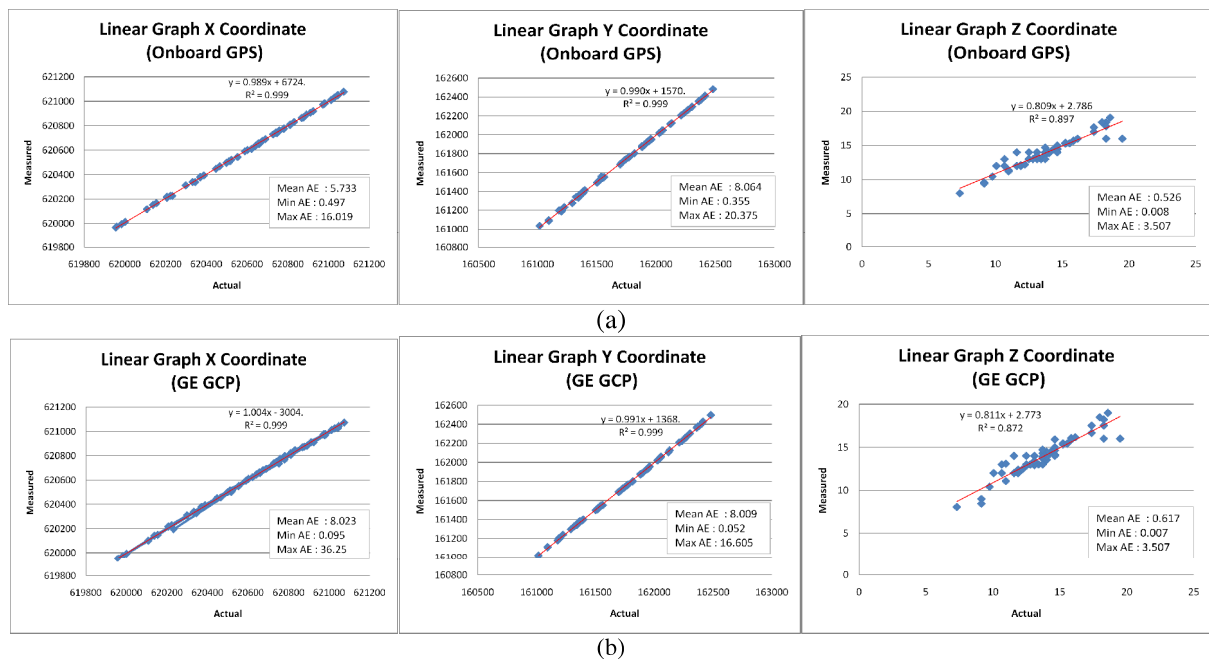 Linear Graph X Coordinate
(Onboard GPS)
y = 0.989x + 6724.
R² = 0.999
621200
621000
620800
620600
620400
620200
620000
619800
Measured
Mean AE : 5.733
Min AE : 0.497
Max AE : 16.019
619800 620000 620200 620400 620600 620800 621000 621200
Actual
Linear Graph Y Coordinate
(Onboard GPS)
y = 0.990x + 1570.
R² = 0.999
162600
162400
162200
162000
161800
161600
161400
161200
161000
160800
Measured
Mean AE : 8.064
Min AE : 0.355
Max AE : 20.375
160500 161000 161500 162000 162500 163000
Actual
Linear Graph Z Coordinate
(Onboard GPS)
y = 0.809x + 2.786
R² = 0.897
25
20
15
10
5
0
Measured
Mean AE : 0.526
Min AE : 0.008
Max AE : 3.507
0 5 10 15 20 25
Actual
(a)
Linear Graph X Coordinate
(GE GCP)
y = 1.004x - 3004.
R² = 0.999
621200
621000
620800
620600
620400
620200
620000
619800
Measured
Mean AE : 8.023
Min AE : 0.095
Max AE : 36.25
619800 620000 620200 620400 620600 620800 621000 621200
Actual
Linear Graph Y Coordinate
(GE GCP)
y = 0.991x + 1368.
R² = 0.999
162600
162400
162200
162000
161800
161600
161400
161200
161000
160800
Measured
Mean AE : 8.009
Min AE : 0.052
Max AE : 16.605
160500 161000 161500 162000 162500 163000
Actual
Linear Graph Z Coordinate
(GE GCP)
y = 0.811x + 2.773
R² = 0.872
20
15
10
5
0
Measured
Mean AE : 0.617
Min AE : 0.007
Max AE : 3.507
0 5 10 15 20 25
Actual
(b)